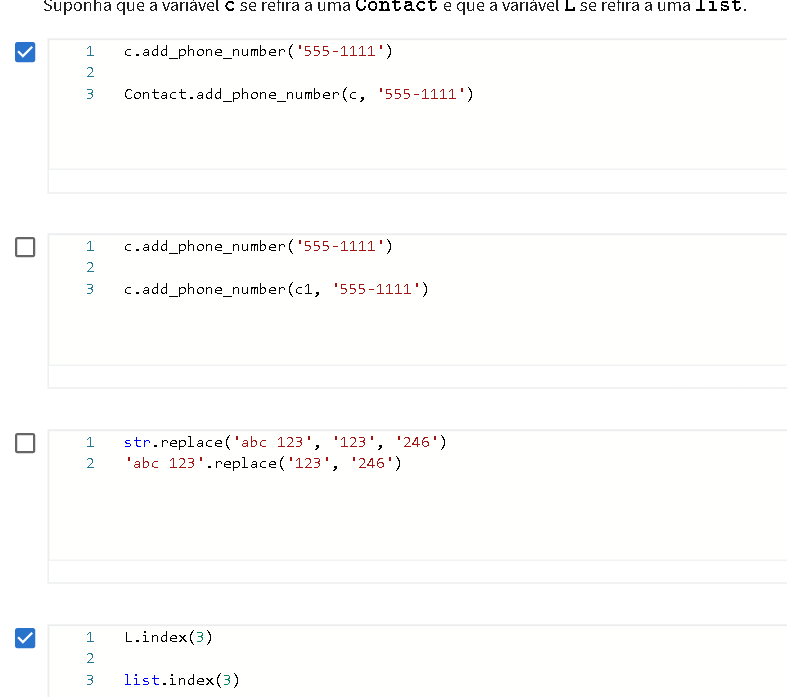 Suponha que a variável c se refira a uma Contact e que a variável L se refira a uma list.
1 c.add_phone_number('555-1111')
2
3 Contact.add_phone_number(c, '555-1111')
1 c.add_phone_number('555-1111')
2
3 c.add_phone_number(c1, '555-1111')
1 str.replace('abc 123', '123', '246')
2 'abc 123'.replace('123', '246')
1 L.index(3)
2
3 list.index(3)